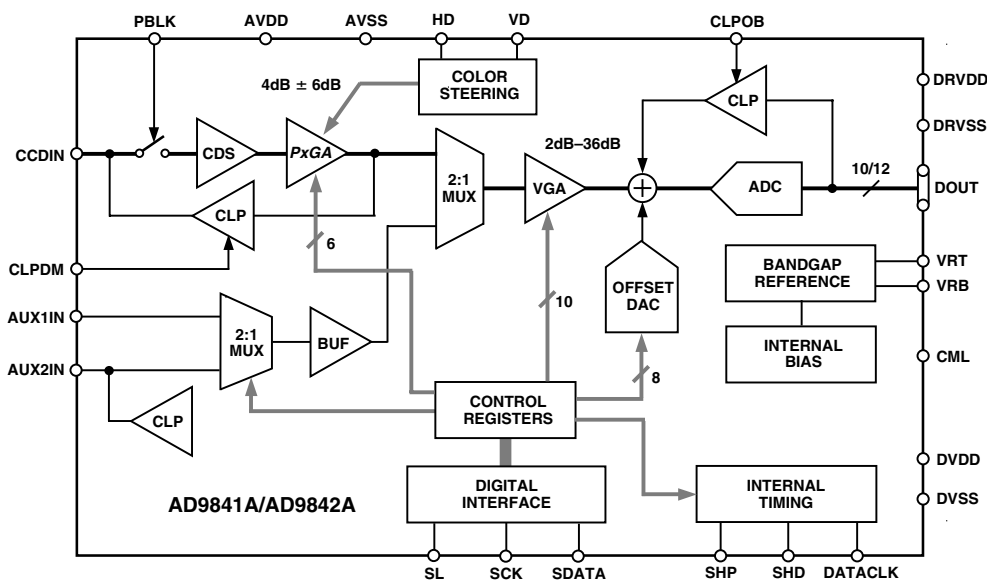 PBLK
AVDD
AVSS
HD
VD
CLPOB
4dB ± 6dB
COLOR
STEERING
CLP
DRVDD
DRVSS
2dB–36dB
CCDIN
CDS
PxGA
2:1
MUX
VGA
+
ADC
10/12
DOUT
CLP
6
CLPDM
BANDGAP
REFERENCE
VRT
VRB
OFFSET
DAC
10
AUX1IN
2:1
MUX
BUF
INTERNAL
BIAS
CML
AUX2IN
8
CLP
CONTROL
REGISTERS
DVDD
DVSS
DIGITAL
INTERFACE
INTERNAL
TIMING
AD9841A/AD9842A
SL
SCK
SDATA
SHP
SHD
DATACLK